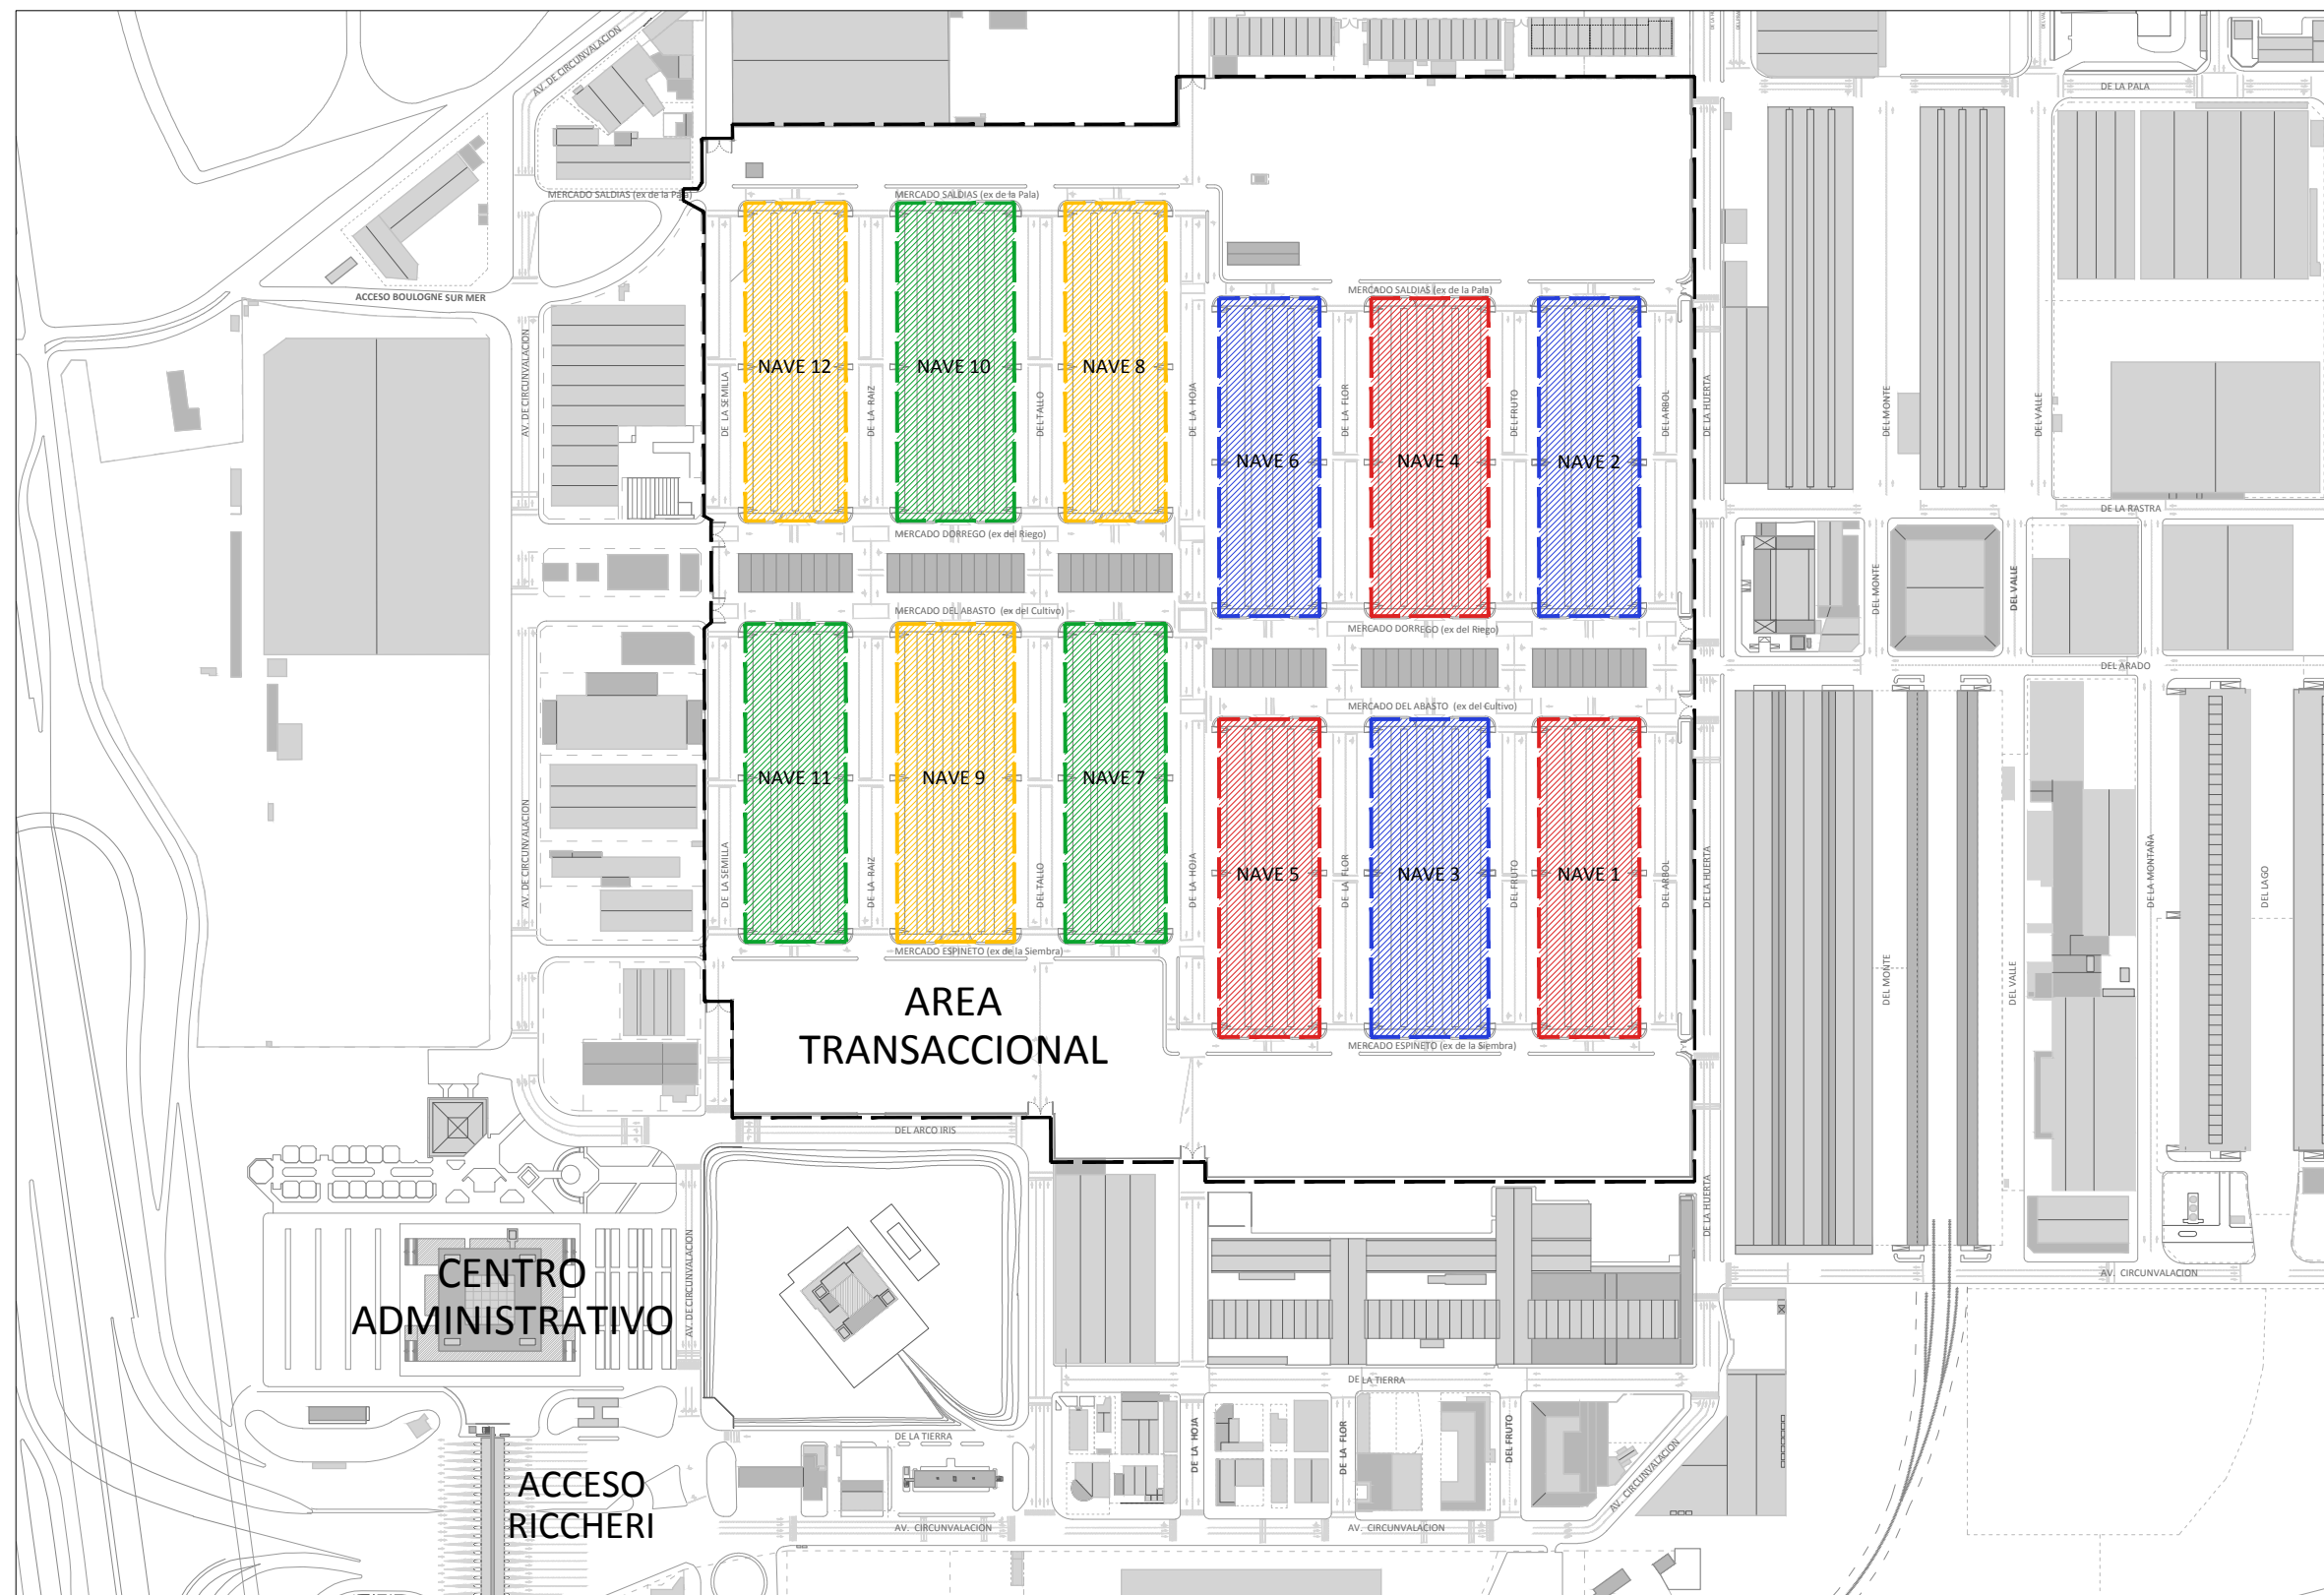 AV. DE CIRCUNVALACION
DE LA PALA
MERCADO SALDIAS (ex de la Pala)
MERCADO SALDIAS (ex de la Pala)
ACCESO BOULOGNE SUR MER
MERCADO SALDIAS (ex de la Pala)
AV. DE CIRCUNVALACION
DE LA SEMILLA
NAVE 12
DE LA RAIZ
NAVE 10
DEL TALLO
NAVE 8
DE LA HOJA
NAVE 6
DE LA FLOR
NAVE 4
DEL FRUTO
NAVE 2
DEL ARBOL
DE LA HUERTA
DEL MONTE
DEL VALLE
DE LA RASTRA
MERCADO DORREGO (ex del Riego)
MERCADO DEL ABASTO (ex del Cultivo)
MERCADO DORREGO (ex del Riego)
DEL MONTE
DEL VALLE
DEL ARADO
MERCADO DEL ABASTO (ex del Cultivo)
AV. DE CIRCUNVALACION
DE LA SEMILLA
NAVE 11
DE LA RAIZ
NAVE 9
DEL TALLO
NAVE 7
DE LA HOJA
NAVE 5
DE LA FLOR
NAVE 3
DEL FRUTO
NAVE 1
DEL ARBOL
DE LA HUERTA
DE LA MONTAÑA
DEL LAGO
MERCADO ESPINETO (ex de la Siembra)
DEL MONTE
DEL VALLE
AREA
TRANSACCIONAL
MERCADO ESPINETO (ex de la Siembra)
DEL ARCO IRIS
DE LA HUERTA
AV. CIRCUNVALACION
CENTRO
ADMINISTRATIVO
AV. DE CIRCUNVALACION
DE LA TIERRA
DE LA TIERRA
DE LA HOJA
DE LA FLOR
DEL FRUTO
AV. CIRCUNVALACION
ACCESO
RICCHERI
AV. CIRCUNVALACION
AV. CIRCUNVALACION